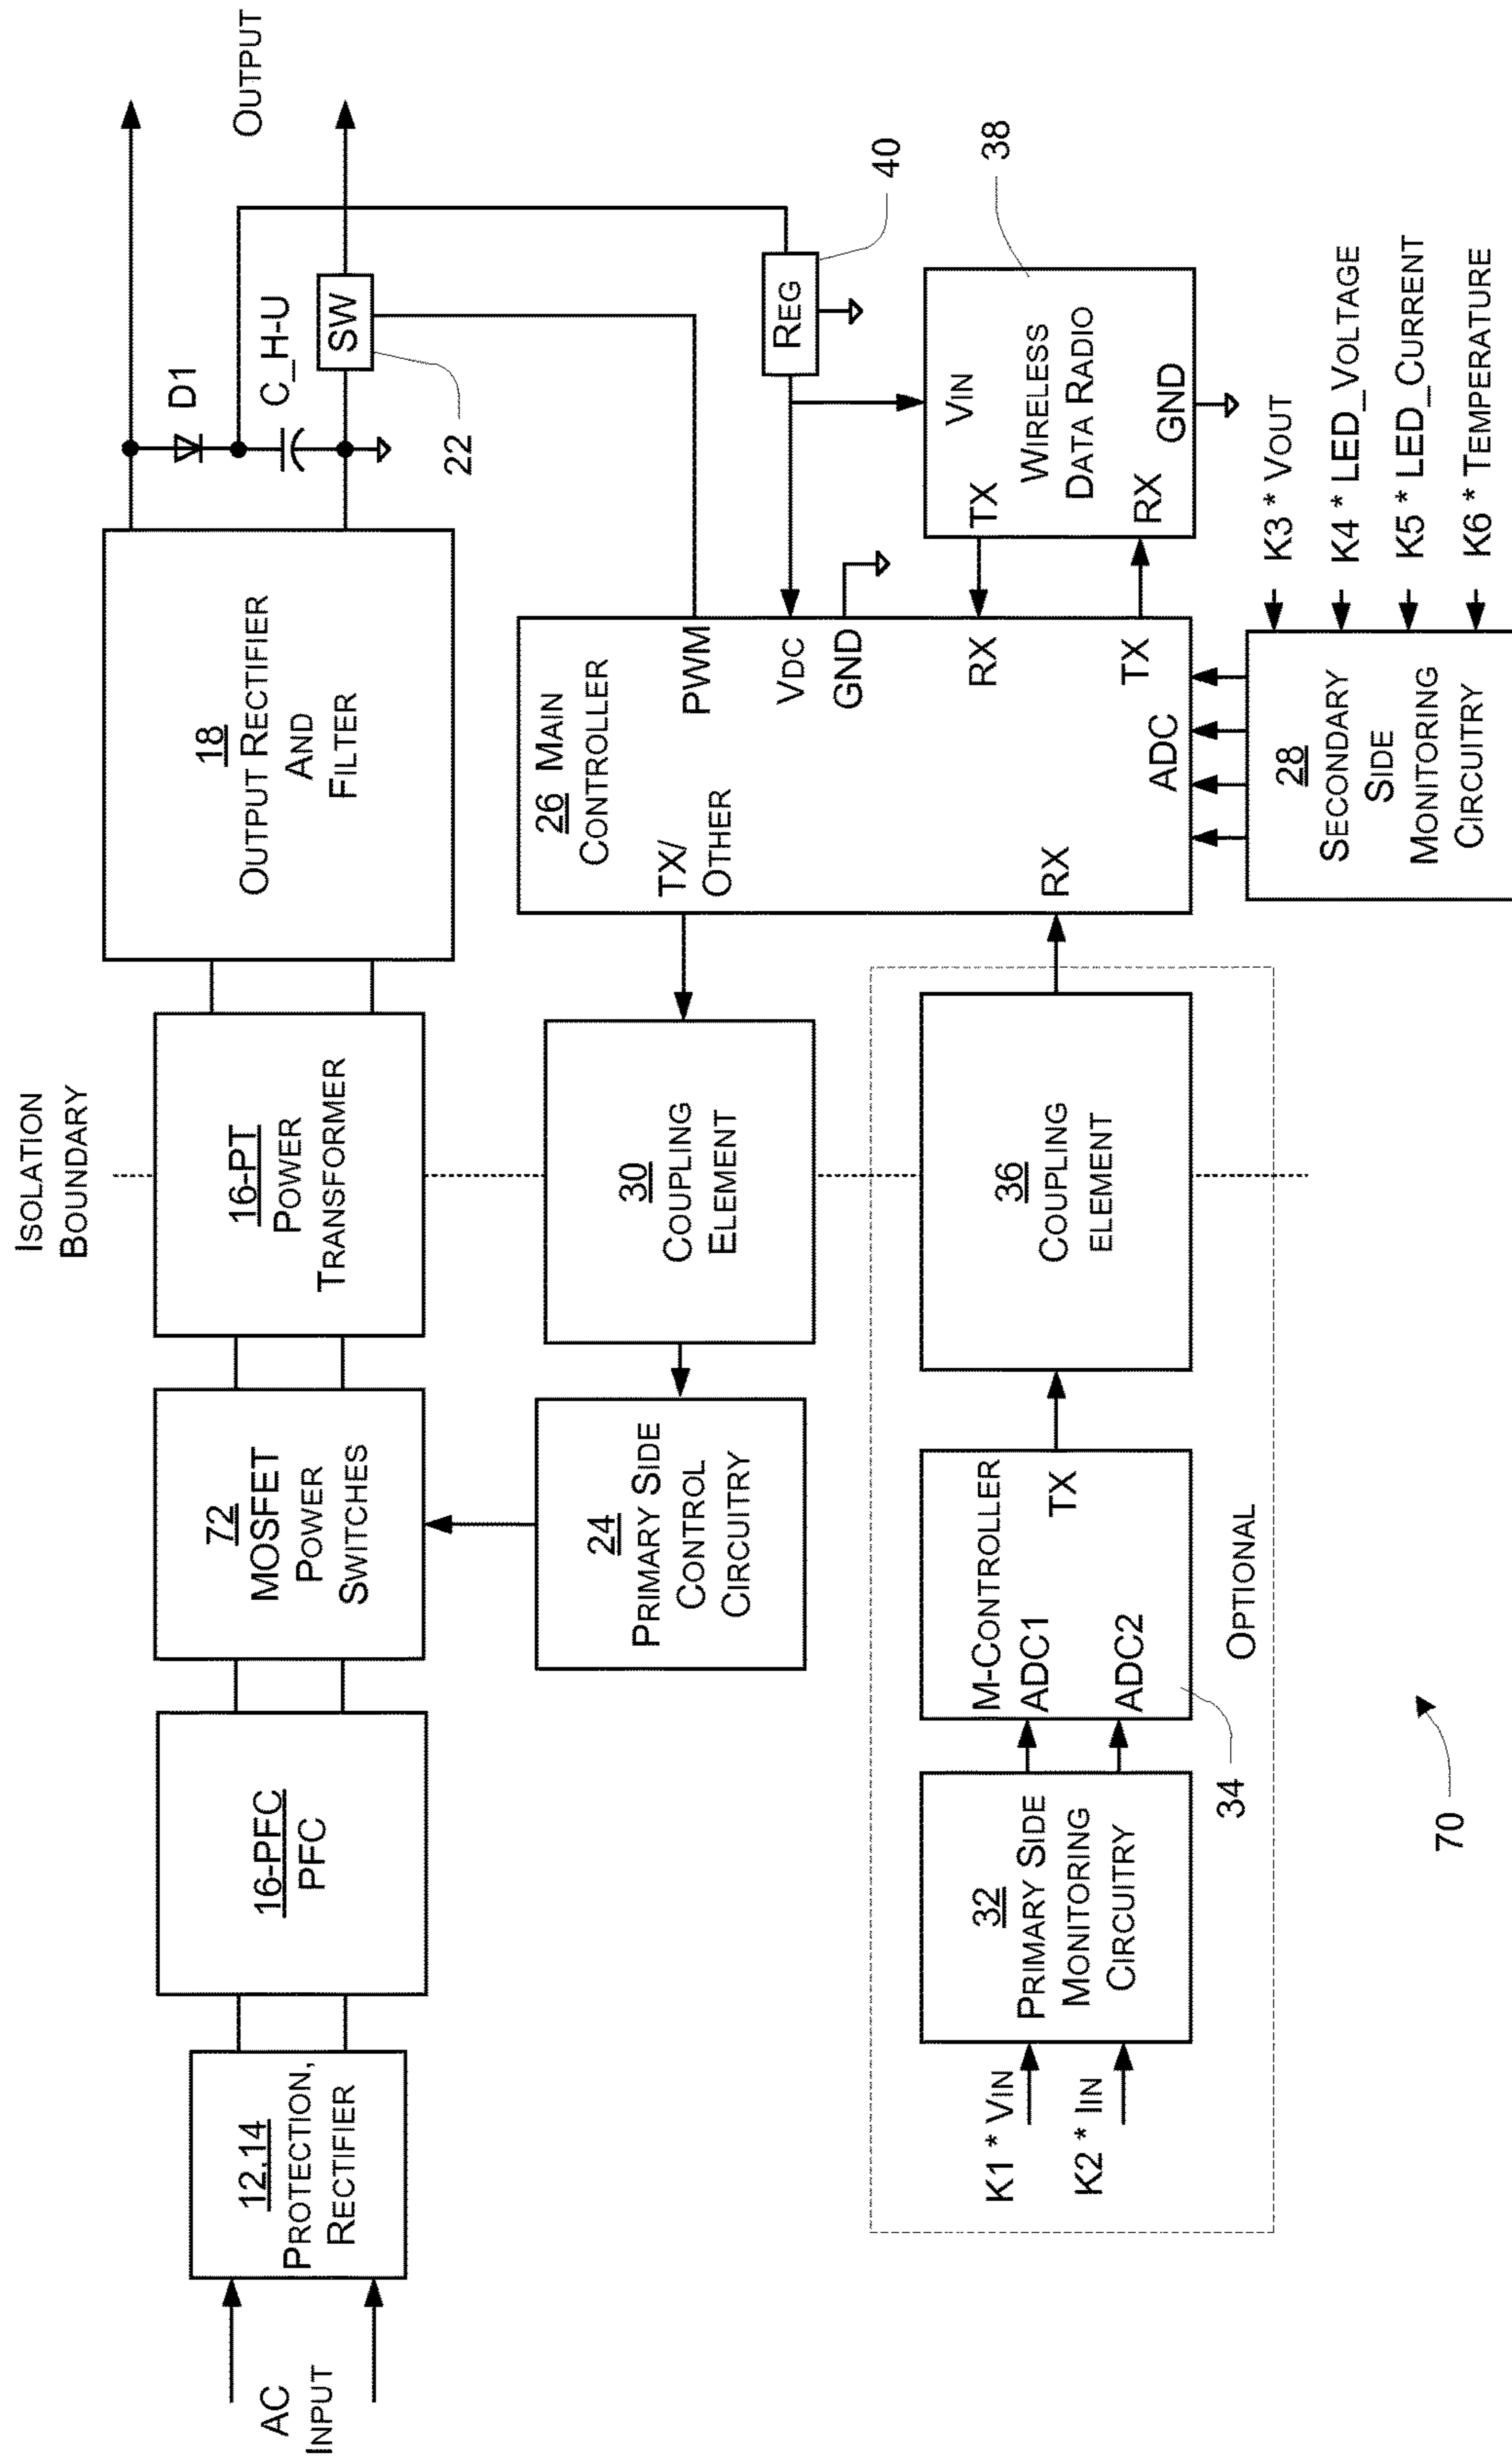 ISOLATION
BOUNDARY
AC
INPUT
12,14
PROTECTION,
RECTIFIER
16-PFC
PFC
72
MOSFET
POWER
SWITCHES
16-PT
POWER
TRANSFORMER
18
OUTPUT RECTIFIER
AND
FILTER
D1
C_H-U
SW
22
OUTPUT
24
PRIMARY SIDE
CONTROL
CIRCUITRY
30
COUPLING
ELEMENT
26 MAIN
CONTROLLER
TX/
OTHER
PWM
VDC
GND
RX
TX
ADC
RX
REG
40
38
VIN
TX
WIRELESS
DATA RADIO
RX
GND
K1 * VIN
K2 * IIN
32
PRIMARY SIDE
MONITORING
CIRCUITRY
M-CONTROLLER
ADC1
TX
ADC2
34
36
COUPLING
ELEMENT
OPTIONAL
28
SECONDARY
SIDE
MONITORING
CIRCUITRY
K3 * VOUT
K4 * LED_VOLTAGE
K5 * LED_CURRENT
K6 * TEMPERATURE
70